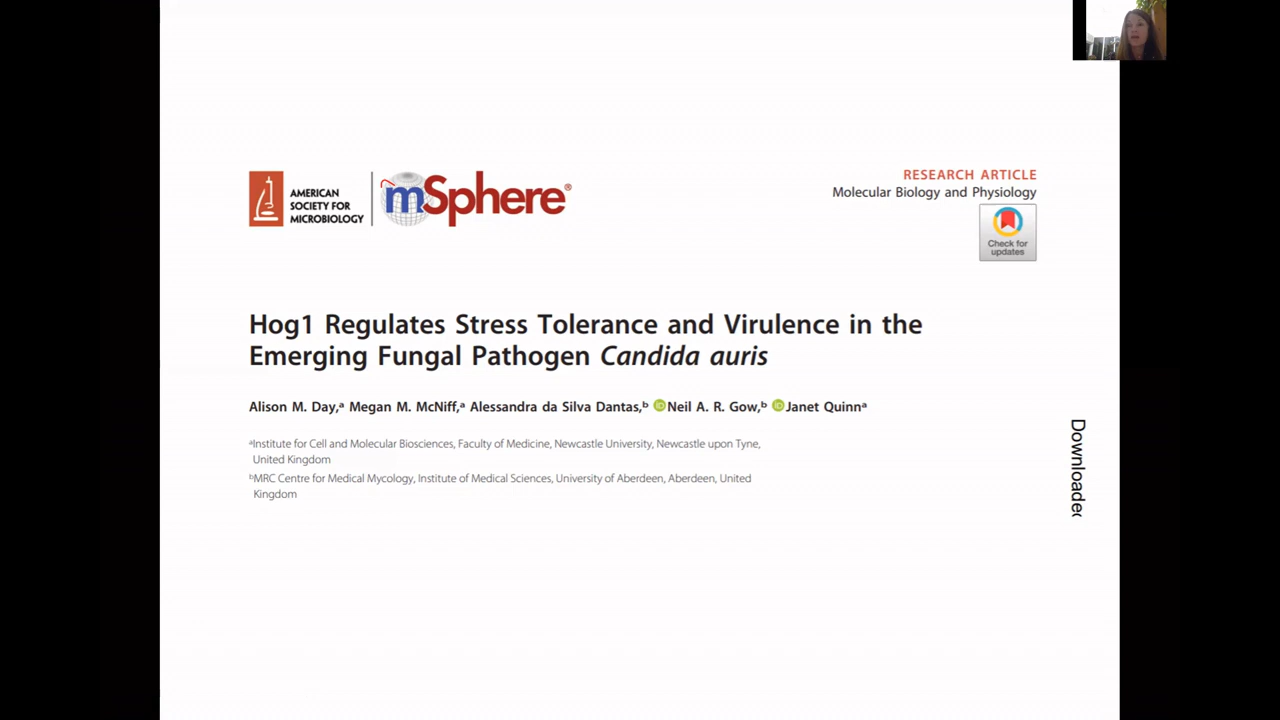 AMERICAN
SOCIETY FOR
MICROBIOLOGY
mSphere®
RESEARCH ARTICLE
Molecular Biology and Physiology
Check for
updates
Hog1 Regulates Stress Tolerance and Virulence in the
Emerging Fungal Pathogen Candida auris
Alison M. Day,ᵃ Megan M. McNiff,ᵃ Alessandra da Silva Dantas,ᵇ iD Neil A. R. Gow,ᵇ iD Janet Quinnᵃ
ᵃInstitute for Cell and Molecular Biosciences, Faculty of Medicine, Newcastle University, Newcastle upon Tyne,
United Kingdom
ᵇMRC Centre for Medical Mycology, Institute of Medical Sciences, University of Aberdeen, Aberdeen, United
Kingdom
Downloade